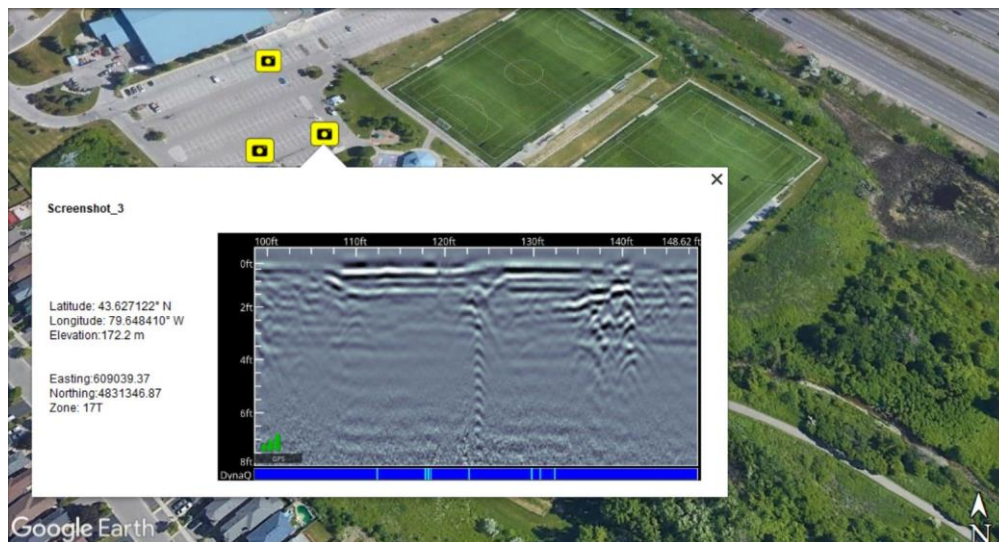 Screenshot_3
Latitude: 43.627122° N
Longitude: 79.648410° W
Elevation:172.2 m
Easting:609039.37
Northing:4831346.87
Zone: 17T
100ft 110ft 120ft 130ft 140ft 148.62 ft
0ft
2ft
4ft
6ft
8ft
GPS
DynaQ
Google Earth
N